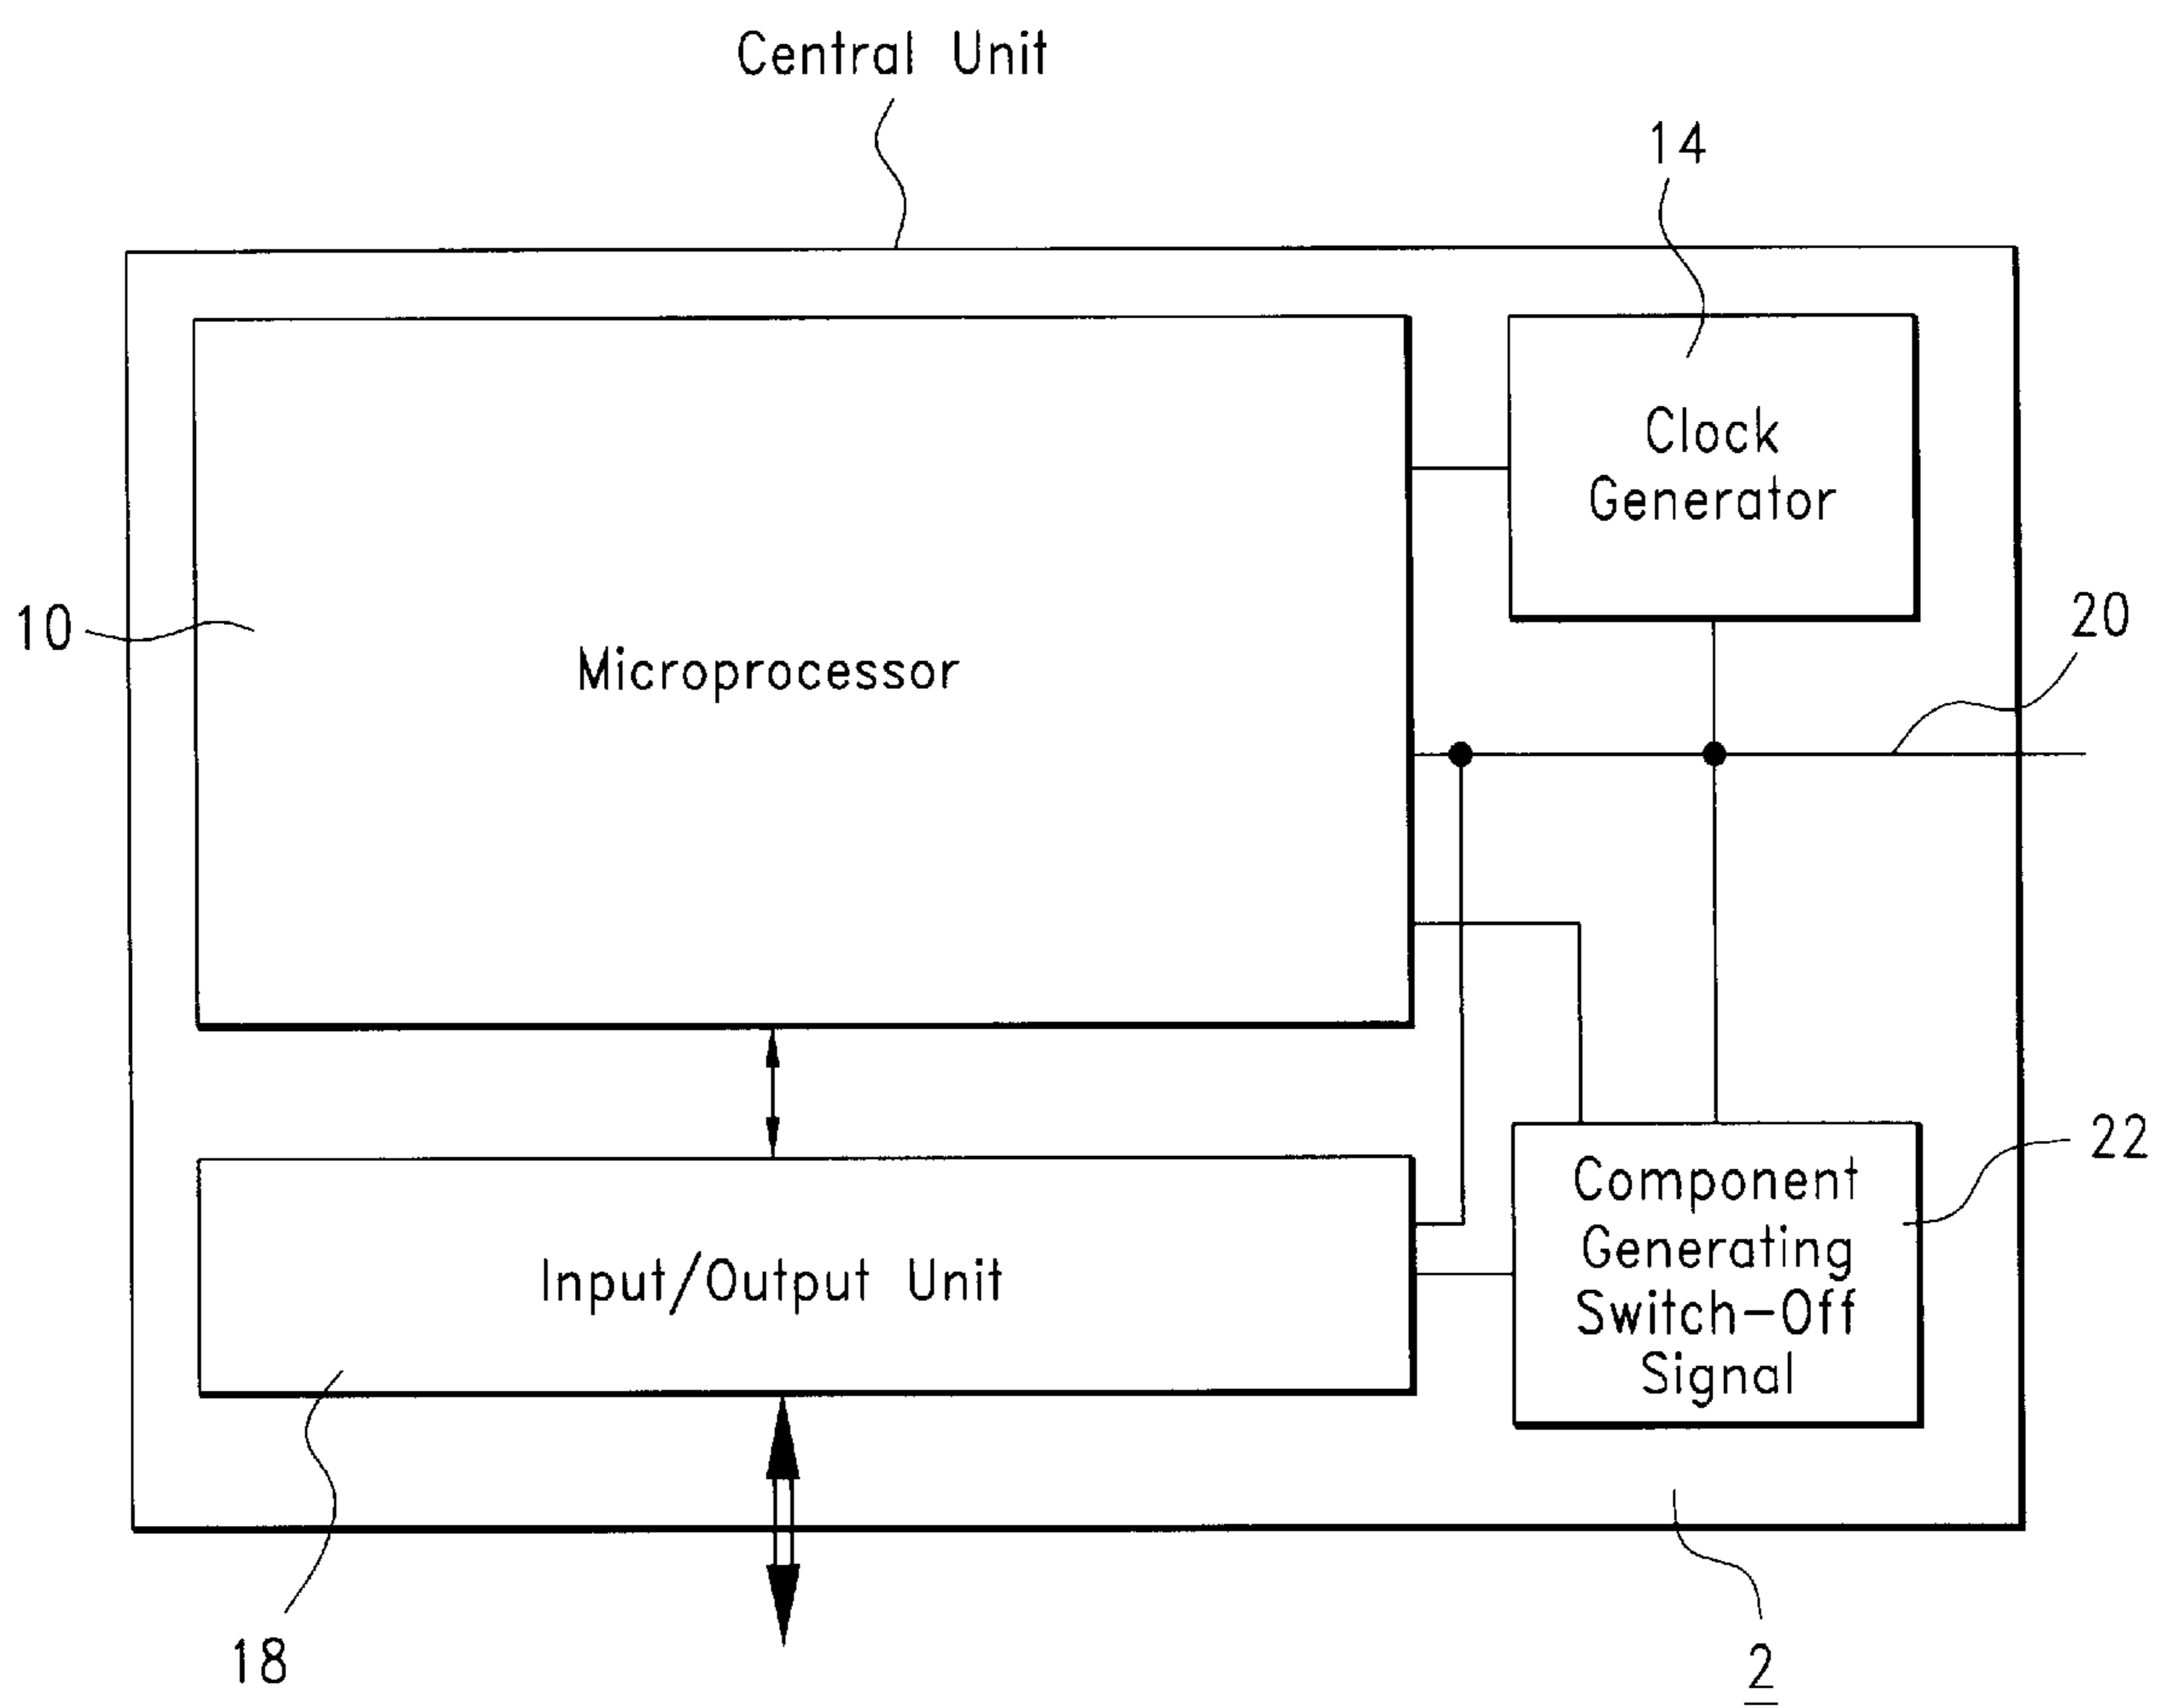 Central Unit
14
Clock
Generator
20
10
Microprocessor
22
Component
Generating
Switch-Off
Signal
Input/Output Unit
18
2